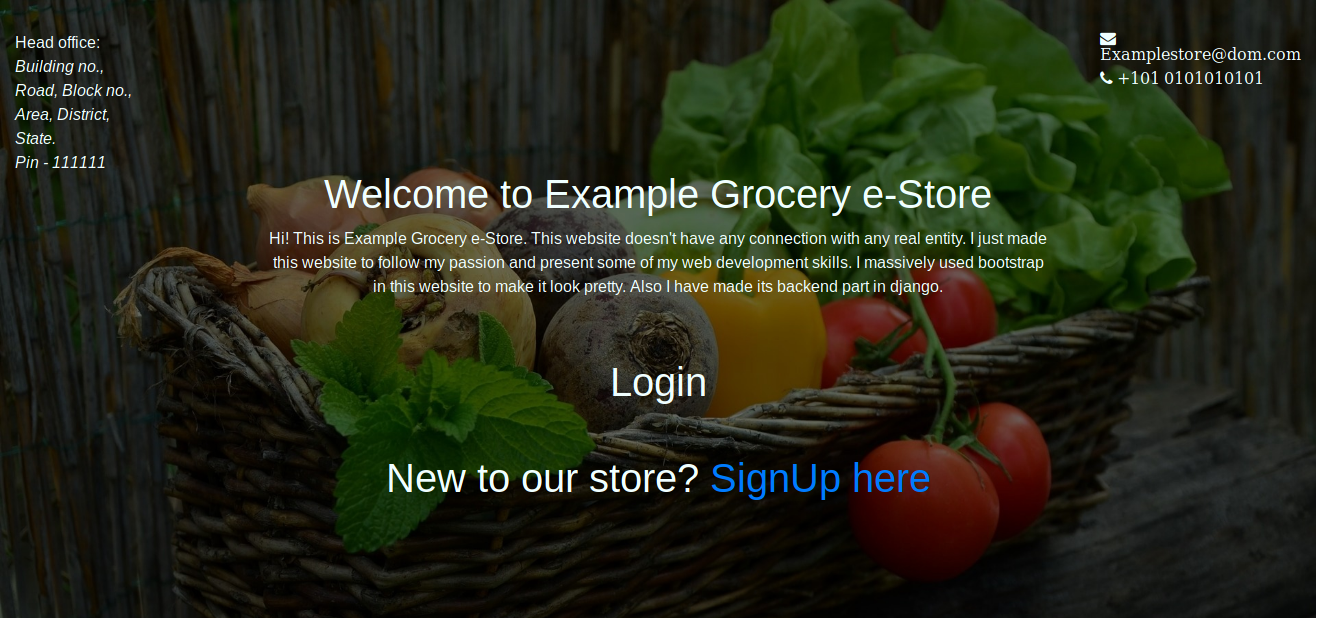 Head office:
Building no.,
Road, Block no.,
Area, District,
State.
Pin - 111111
Examplestore@dom.com
+101 0101010101
Welcome to Example Grocery e-Store
Hi! This is Example Grocery e-Store. This website doesn't have any connection with any real entity. I just made
this website to follow my passion and present some of my web development skills. I massively used bootstrap
in this website to make it look pretty. Also I have made its backend part in django.
Login
New to our store? SignUp here